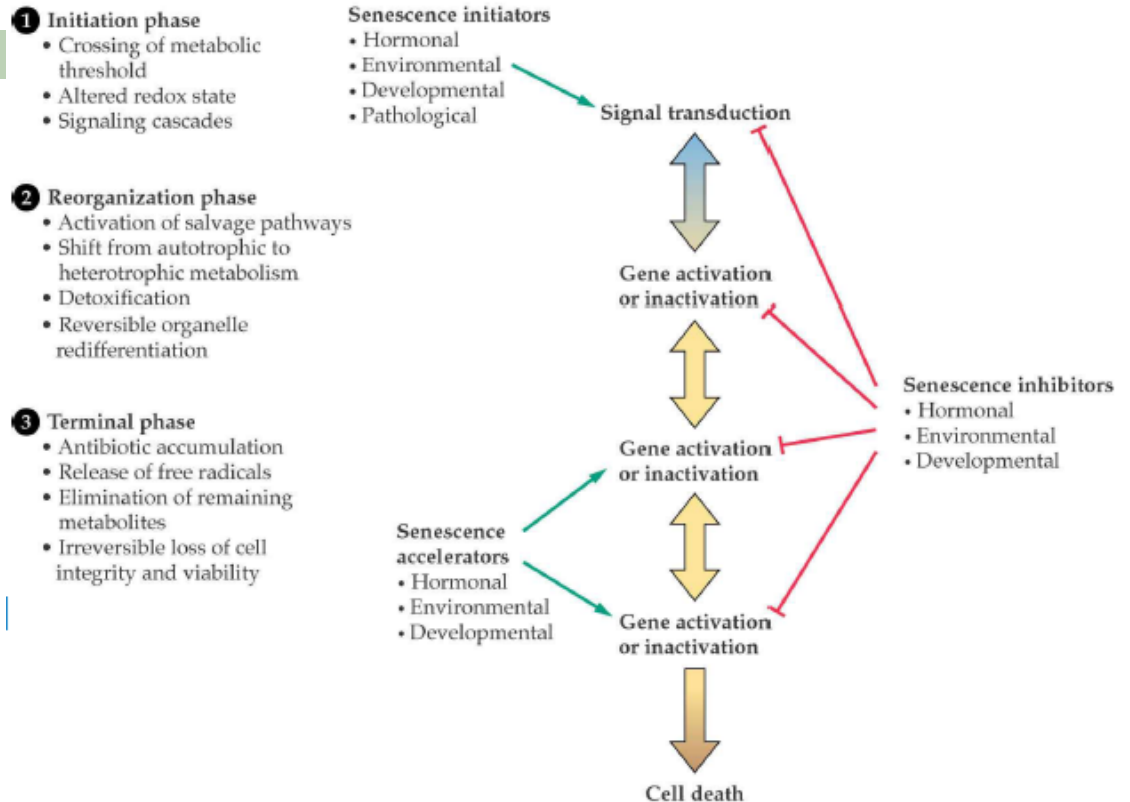 1 Initiation phase
• Crossing of metabolic
threshold
• Altered redox state
• Signaling cascades
Senescence initiators
• Hormonal
• Environmental
• Developmental
• Pathological
Signal transduction
2 Reorganization phase
• Activation of salvage pathways
• Shift from autotrophic to
heterotrophic metabolism
• Detoxification
• Reversible organelle
redifferentiation
Gene activation
or inactivation
Senescence inhibitors
• Hormonal
• Environmental
• Developmental
3 Terminal phase
• Antibiotic accumulation
• Release of free radicals
• Elimination of remaining
metabolites
• Irreversible loss of cell
integrity and viability
Gene activation
or inactivation
Senescence
accelerators
• Hormonal
• Environmental
• Developmental
Gene activation
or inactivation
Cell death